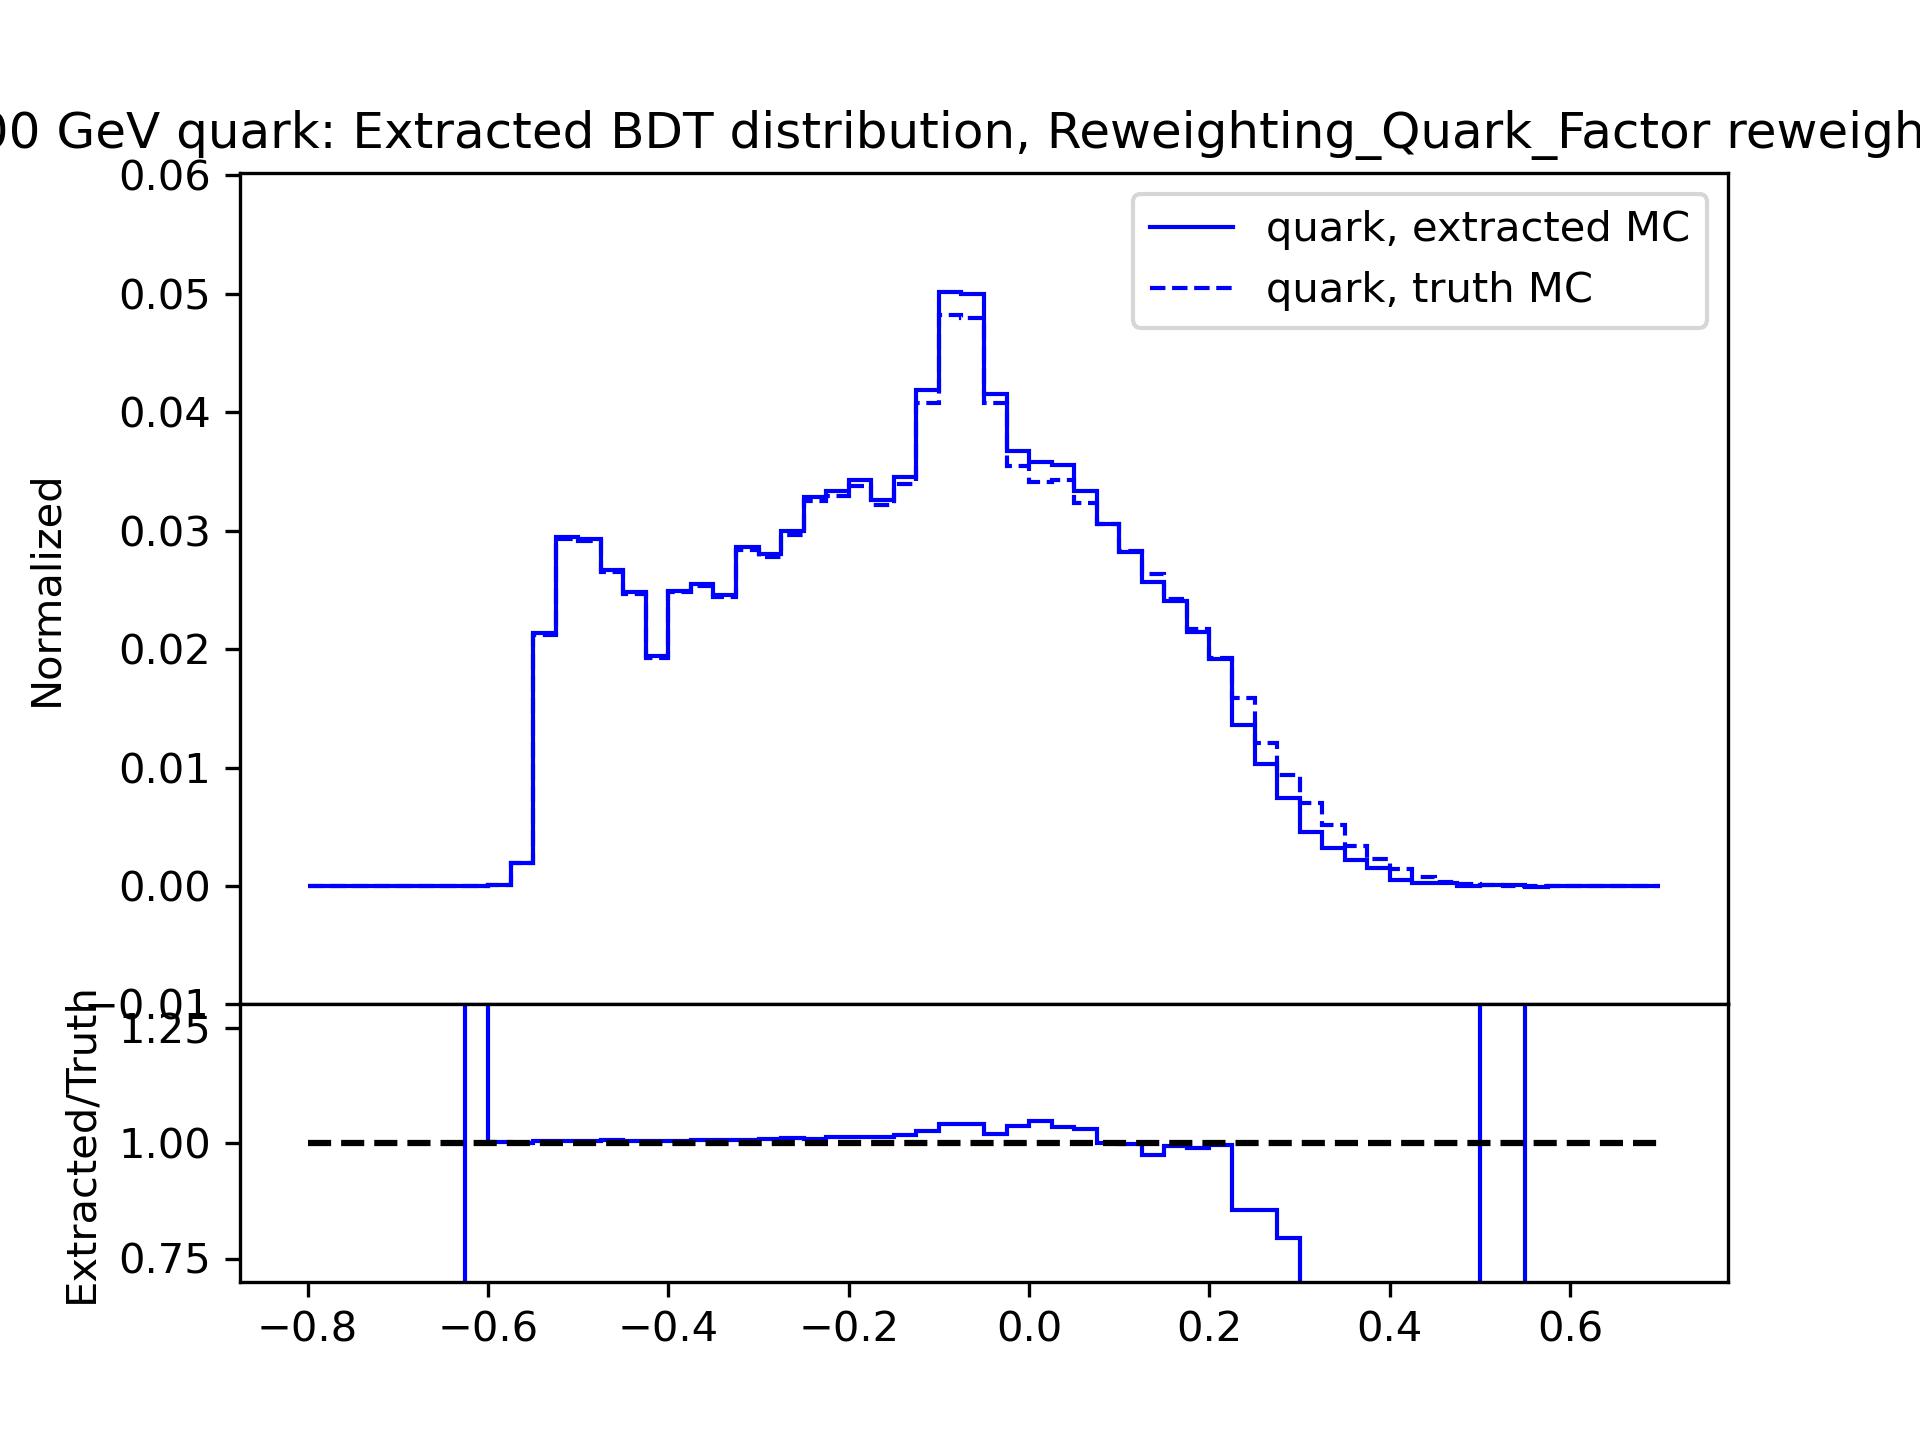 00 GeV quark: Extracted BDT distribution, Reweighting_Quark_Factor reweigh
0.06
0.05
0.04
0.03
0.02
0.01
0.00
−0.01
Normalized
quark, extracted MC
quark, truth MC
1.25
1.00
0.75
Extracted/Truth
−0.8 −0.6 −0.4 −0.2 0.0 0.2 0.4 0.6